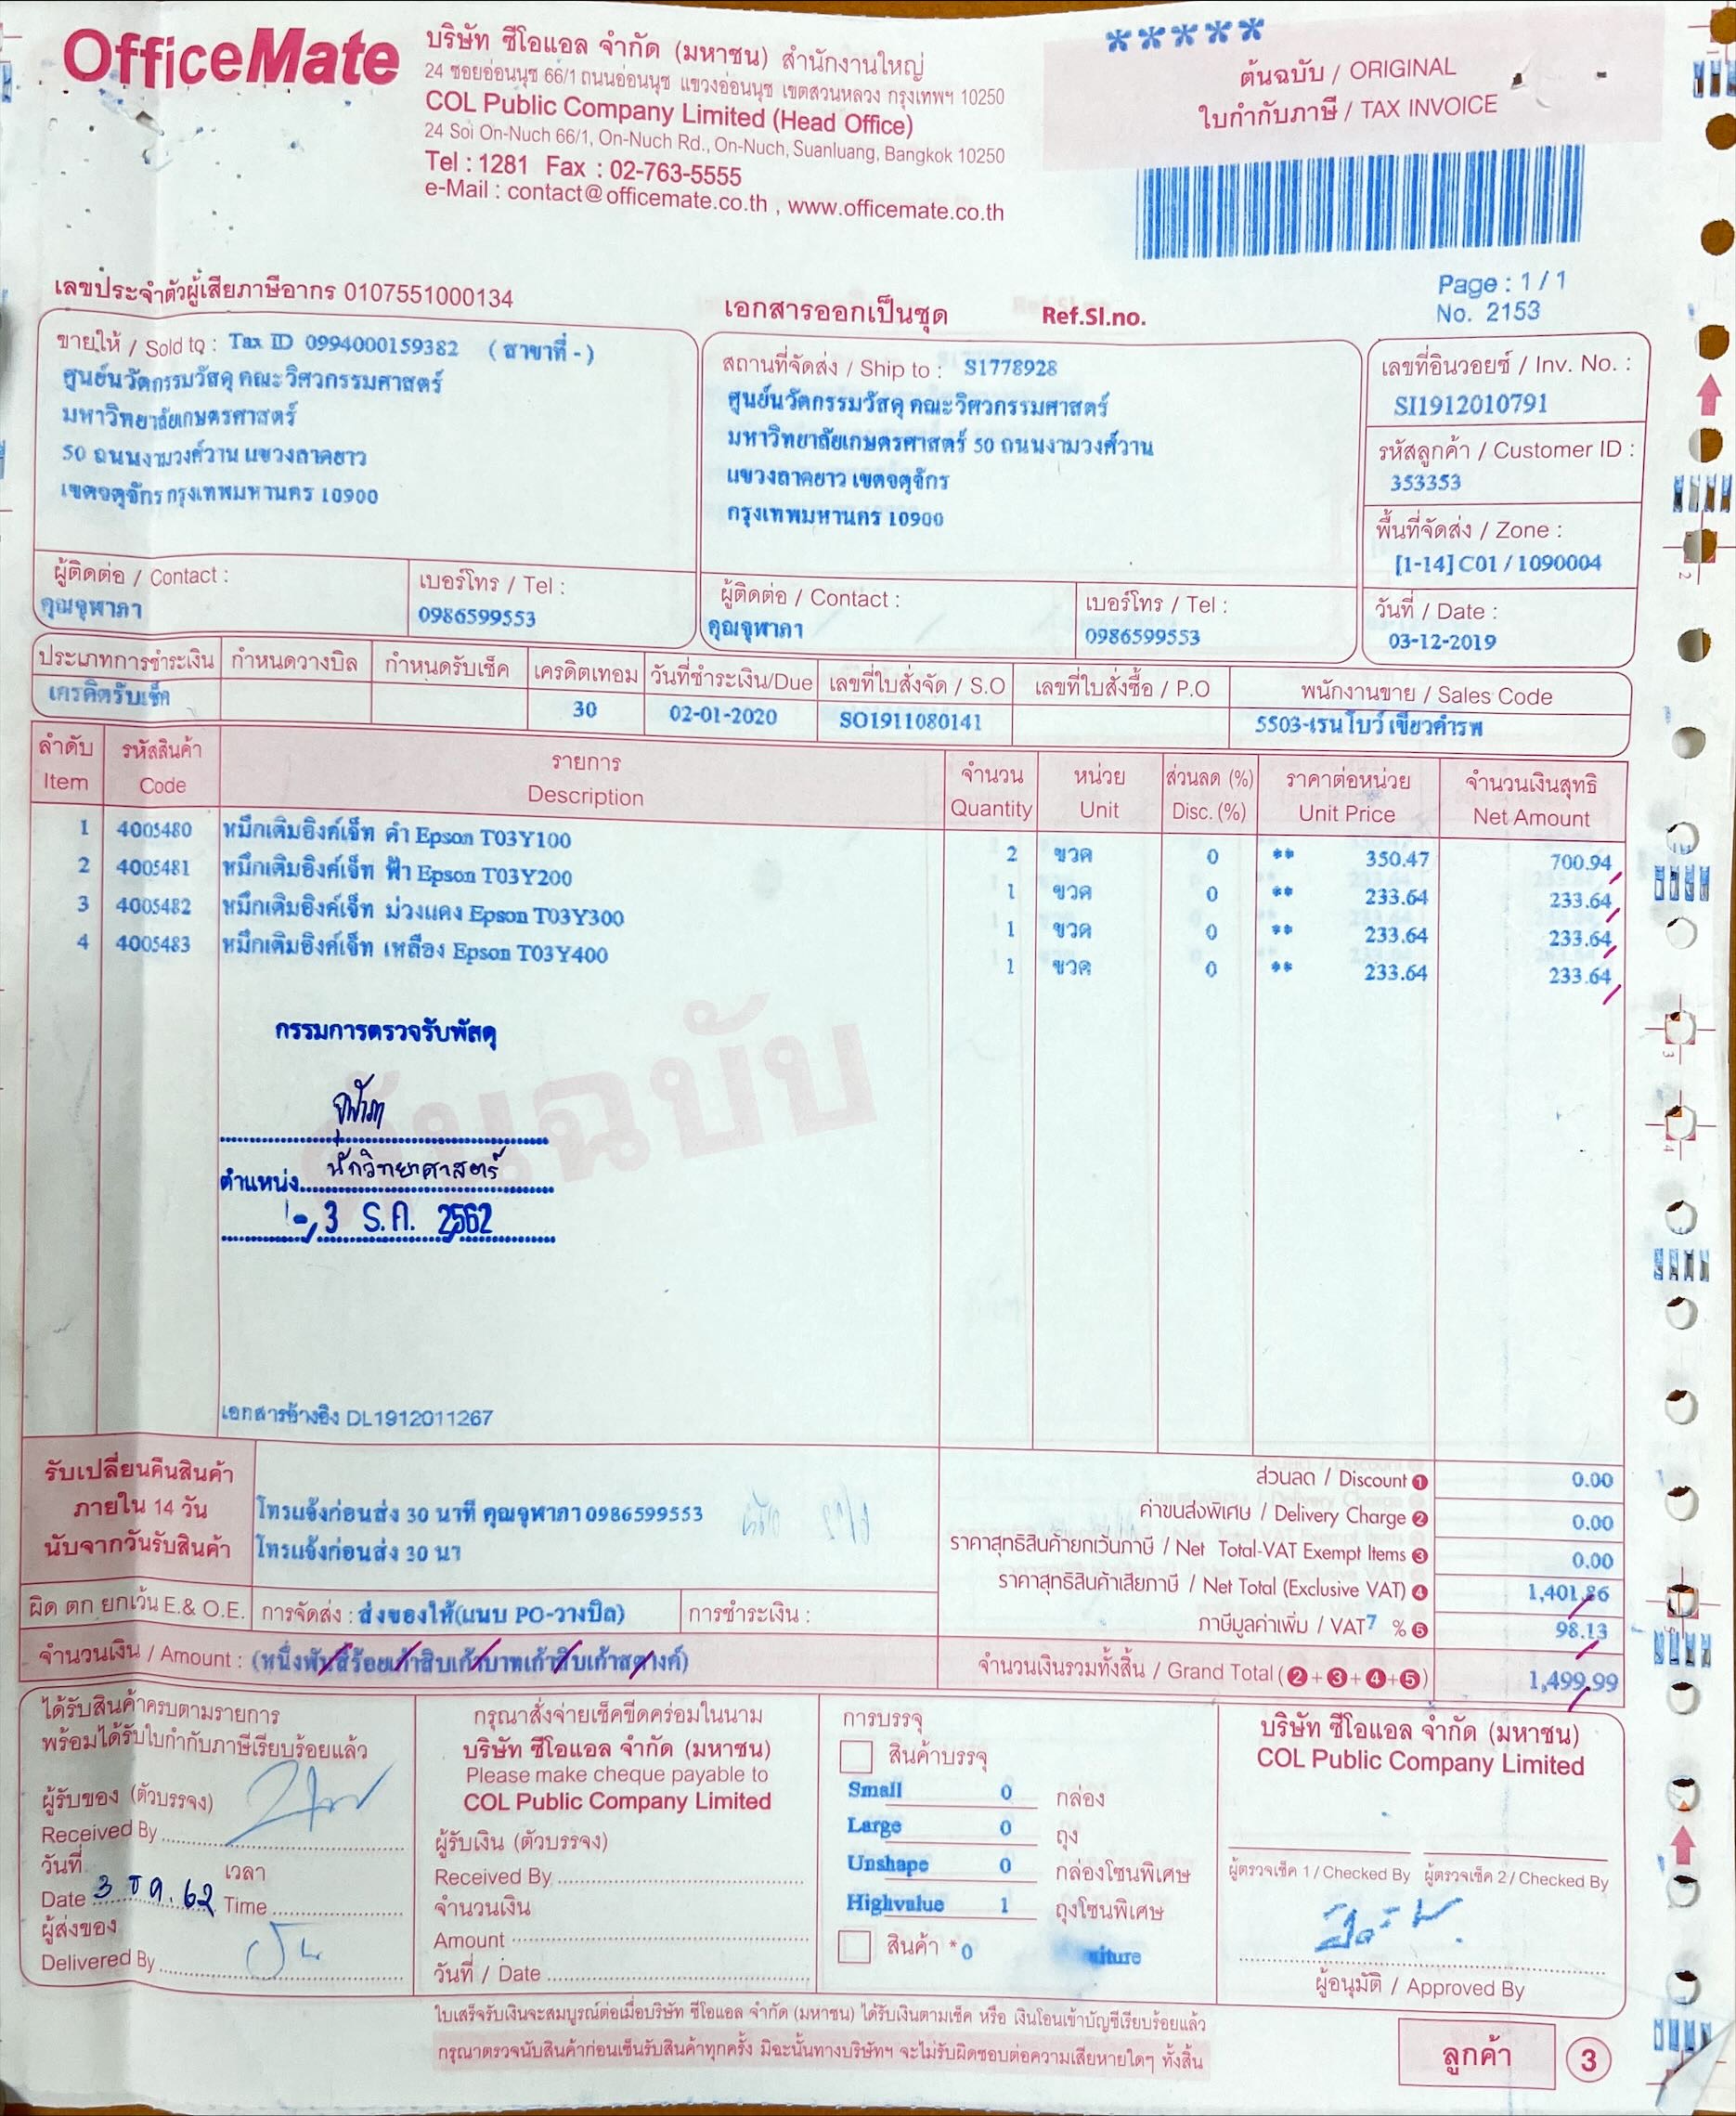 OfficeMate
บริษัท ซีโอแอล จำกัด (มหาชน) สำนักงานใหญ่
24 ซอยอ่อนนุช 66/1 ถนนอ่อนนุช แขวงอ่อนนุช เขตสวนหลวง กรุงเทพฯ 10250
COL Public Company Limited (Head Office)
24 Soi On-Nuch 66/1, On-Nuch Rd., On-Nuch, Suanluang, Bangkok 10250
Tel : 1281 Fax : 02-763-5555
e-Mail : contact@officemate.co.th , www.officemate.co.th
*****
ต้นฉบับ / ORIGINAL
ใบกำกับภาษี / TAX INVOICE
Page : 1 / 1
No. 2153
เลขประจำตัวผู้เสียภาษีอากร 0107551000134
เอกสารออกเป็นชุด Ref.SI.no.
ขายให้ / Sold to : Tax ID 0994000159382 ( สาขาที่ - )
ศูนย์นวัตกรรมวัสดุ คณะวิศวกรรมศาสตร์
มหาวิทยาลัยเกษตรศาสตร์
50 ถนนงามวงศ์วาน แขวงลาดยาว
เขตจตุจักร กรุงเทพมหานคร 10900
ผู้ติดต่อ / Contact :
คุณจุฬาภา
เบอร์โทร / Tel :
0986599553
สถานที่จัดส่ง / Ship to : S1778928
ศูนย์นวัตกรรมวัสดุ คณะวิศวกรรมศาสตร์
มหาวิทยาลัยเกษตรศาสตร์ 50 ถนนงามวงศ์วาน
แขวงลาดยาว เขตจตุจักร
กรุงเทพมหานคร 10900
ผู้ติดต่อ / Contact :
คุณจุฬาภา
เบอร์โทร / Tel :
0986599553
เลขที่อินวอยซ์ / Inv. No. :
SI1912010791
รหัสลูกค้า / Customer ID :
353353
พื้นที่จัดส่ง / Zone :
[1-14] C01 / 1090004
วันที่ / Date :
03-12-2019
ประเภทการชำระเงิน กำหนดวางบิล กำหนดรับเช็ค เครดิตเทอม วันที่ชำระเงิน/Due เลขที่ใบสั่งจัด / S.O เลขที่ใบสั่งซื้อ / P.O พนักงานขาย / Sales Code
เครดิตรับเช็ค 30 02-01-2020 SO1911080141 5503-เรนโบว์ เขียวคำรพ
ลำดับ รหัสสินค้า รายการ จำนวน หน่วย ส่วนลด (%) ราคาต่อหน่วย จำนวนเงินสุทธิ
Item Code Description Quantity Unit Disc. (%) Unit Price Net Amount
1 4005480 หมึกเติมอิงค์เจ็ท ดำ Epson T03Y100 2 ขวด 0 ** 350.47 700.94
2 4005481 หมึกเติมอิงค์เจ็ท ฟ้า Epson T03Y200 1 ขวด 0 ** 233.64 233.64
3 4005482 หมึกเติมอิงค์เจ็ท ม่วงแดง Epson T03Y300 1 ขวด 0 ** 233.64 233.64
4 4005483 หมึกเติมอิงค์เจ็ท เหลือง Epson T03Y400 1 ขวด 0 ** 233.64 233.64
ต้นฉบับ
กรรมการตรวจรับพัสดุ
จุฬาภา
ตำแหน่ง นักวิทยาศาสตร์
- 3 ธ.ค. 2562
เอกสารอ้างอิง DL1912011267
รับเปลี่ยนคืนสินค้า
ภายใน 14 วัน
นับจากวันรับสินค้า
โทรแจ้งก่อนส่ง 30 นาที คุณจุฬาภา 0986599553
โทรแจ้งก่อนส่ง 30 นา
ส่วนลด / Discount 1 0.00
ค่าขนส่งพิเศษ / Delivery Charge 2 0.00
ราคาสุทธิสินค้ายกเว้นภาษี / Net Total-VAT Exempt Items 3 0.00
ราคาสุทธิสินค้าเสียภาษี / Net Total (Exclusive VAT) 4 1,401.86
ภาษีมูลค่าเพิ่ม / VAT 7 % 5 98.13
ผิด ตก ยกเว้น E.& O.E. การจัดส่ง : ส่งของให้(แนบ PO-วางบิล) การชำระเงิน :
จำนวนเงิน / Amount : (หนึ่งพันสี่ร้อยเก้าสิบเก้าบาทเก้าสิบเก้าสตางค์)
จำนวนเงินรวมทั้งสิ้น / Grand Total (2+3+4+5) 1,499.99
ได้รับสินค้าครบตามรายการ
พร้อมได้รับใบกำกับภาษีเรียบร้อยแล้ว
ผู้รับของ (ตัวบรรจง)
Received By
วันที่ เวลา
Date 3 ธค. 62 Time
ผู้ส่งของ
Delivered By
กรุณาสั่งจ่ายเช็คขีดคร่อมในนาม
บริษัท ซีโอแอล จำกัด (มหาชน)
Please make cheque payable to
COL Public Company Limited
ผู้รับเงิน (ตัวบรรจง)
Received By
จำนวนเงิน
Amount
วันที่ / Date
การบรรจุ
สินค้าบรรจุ
Small 0 กล่อง
Large 0 ถุง
Unshape 0 กล่องโซนพิเศษ
Highvalue 1 ถุงโซนพิเศษ
สินค้า * 0
บริษัท ซีโอแอล จำกัด (มหาชน)
COL Public Company Limited
ผู้ตรวจเช็ค 1 / Checked By ผู้ตรวจเช็ค 2 / Checked By
ผู้อนุมัติ / Approved By
ใบเสร็จรับเงินจะสมบูรณ์ต่อเมื่อบริษัท ซีโอแอล จำกัด (มหาชน) ได้รับเงินตามเช็ค หรือ เงินโอนเข้าบัญชีเรียบร้อยแล้ว
กรุณาตรวจนับสินค้าก่อนเซ็นรับสินค้าทุกครั้ง มิฉะนั้นทางบริษัทฯ จะไม่รับผิดชอบต่อความเสียหายใดๆ ทั้งสิ้น
ลูกค้า 3